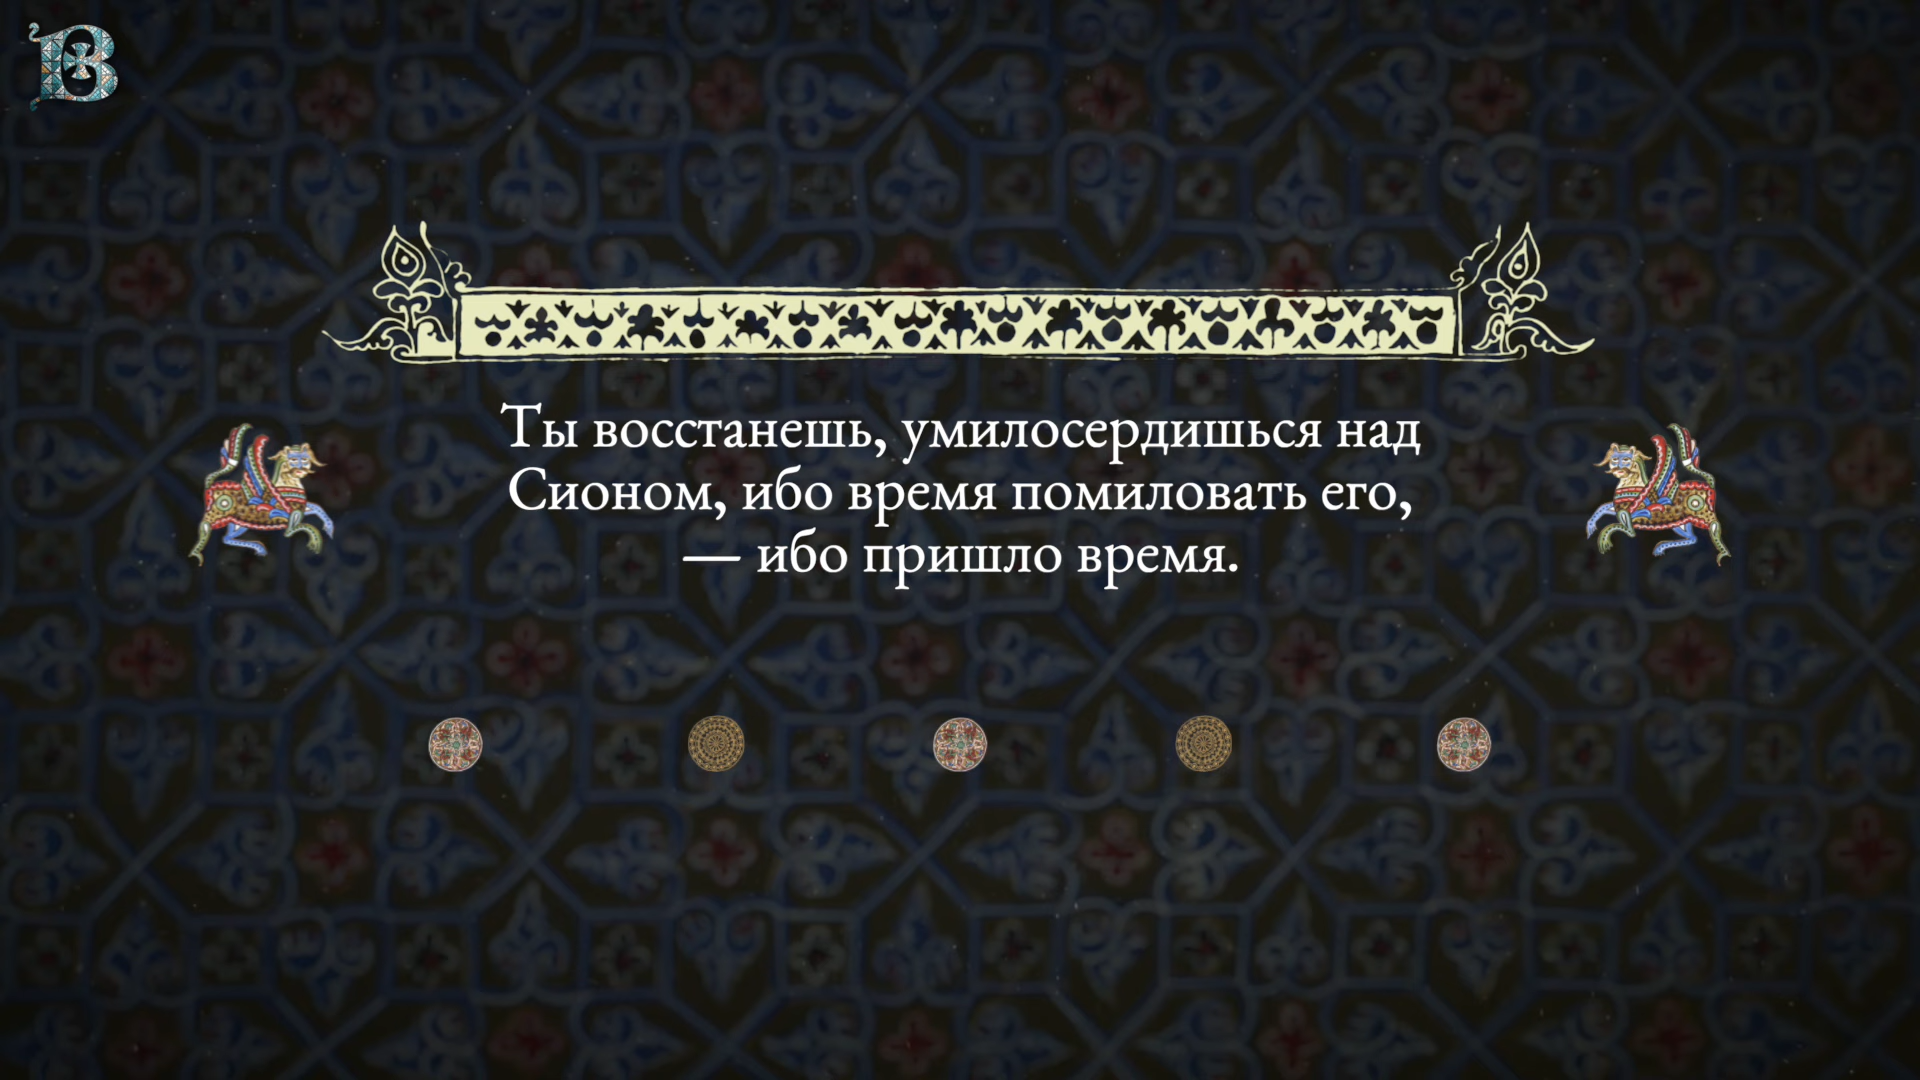 Ты восстанешь, умилосердишься над
Сионом, ибо время помиловать его,
— ибо пришло время.